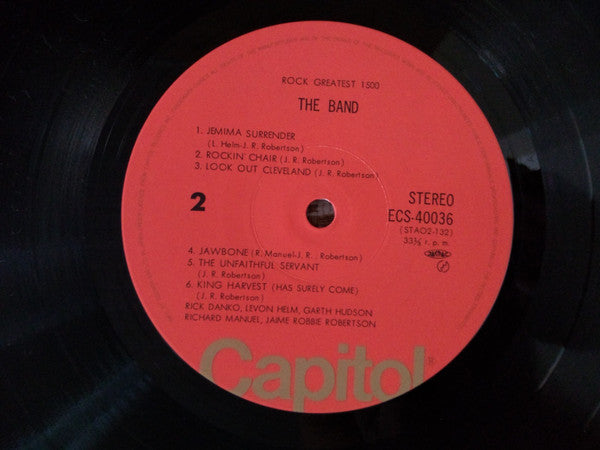 ROCK GREATEST 1500
THE BAND
1. JEMIMA SURRENDER
(L. Helm-J. R. Robertson)
2. ROCKIN' CHAIR (J. R. Robertson)
3. LOOK OUT CLEVELAND (J. R. Robertson)
2
STEREO
ECS-40036
(STAO2-132)
33⅓ r. p. m.
4. JAWBONE (R. Manuel-J. R. Robertson)
5. THE UNFAITHFUL SERVANT
(J. R. Robertson)
6. KING HARVEST (HAS SURELY COME)
(J. R. Robertson)
RICK DANKO, LEVON HELM, GARTH HUDSON
RICHARD MANUEL, JAIME ROBBIE ROBERTSON
Capitol®